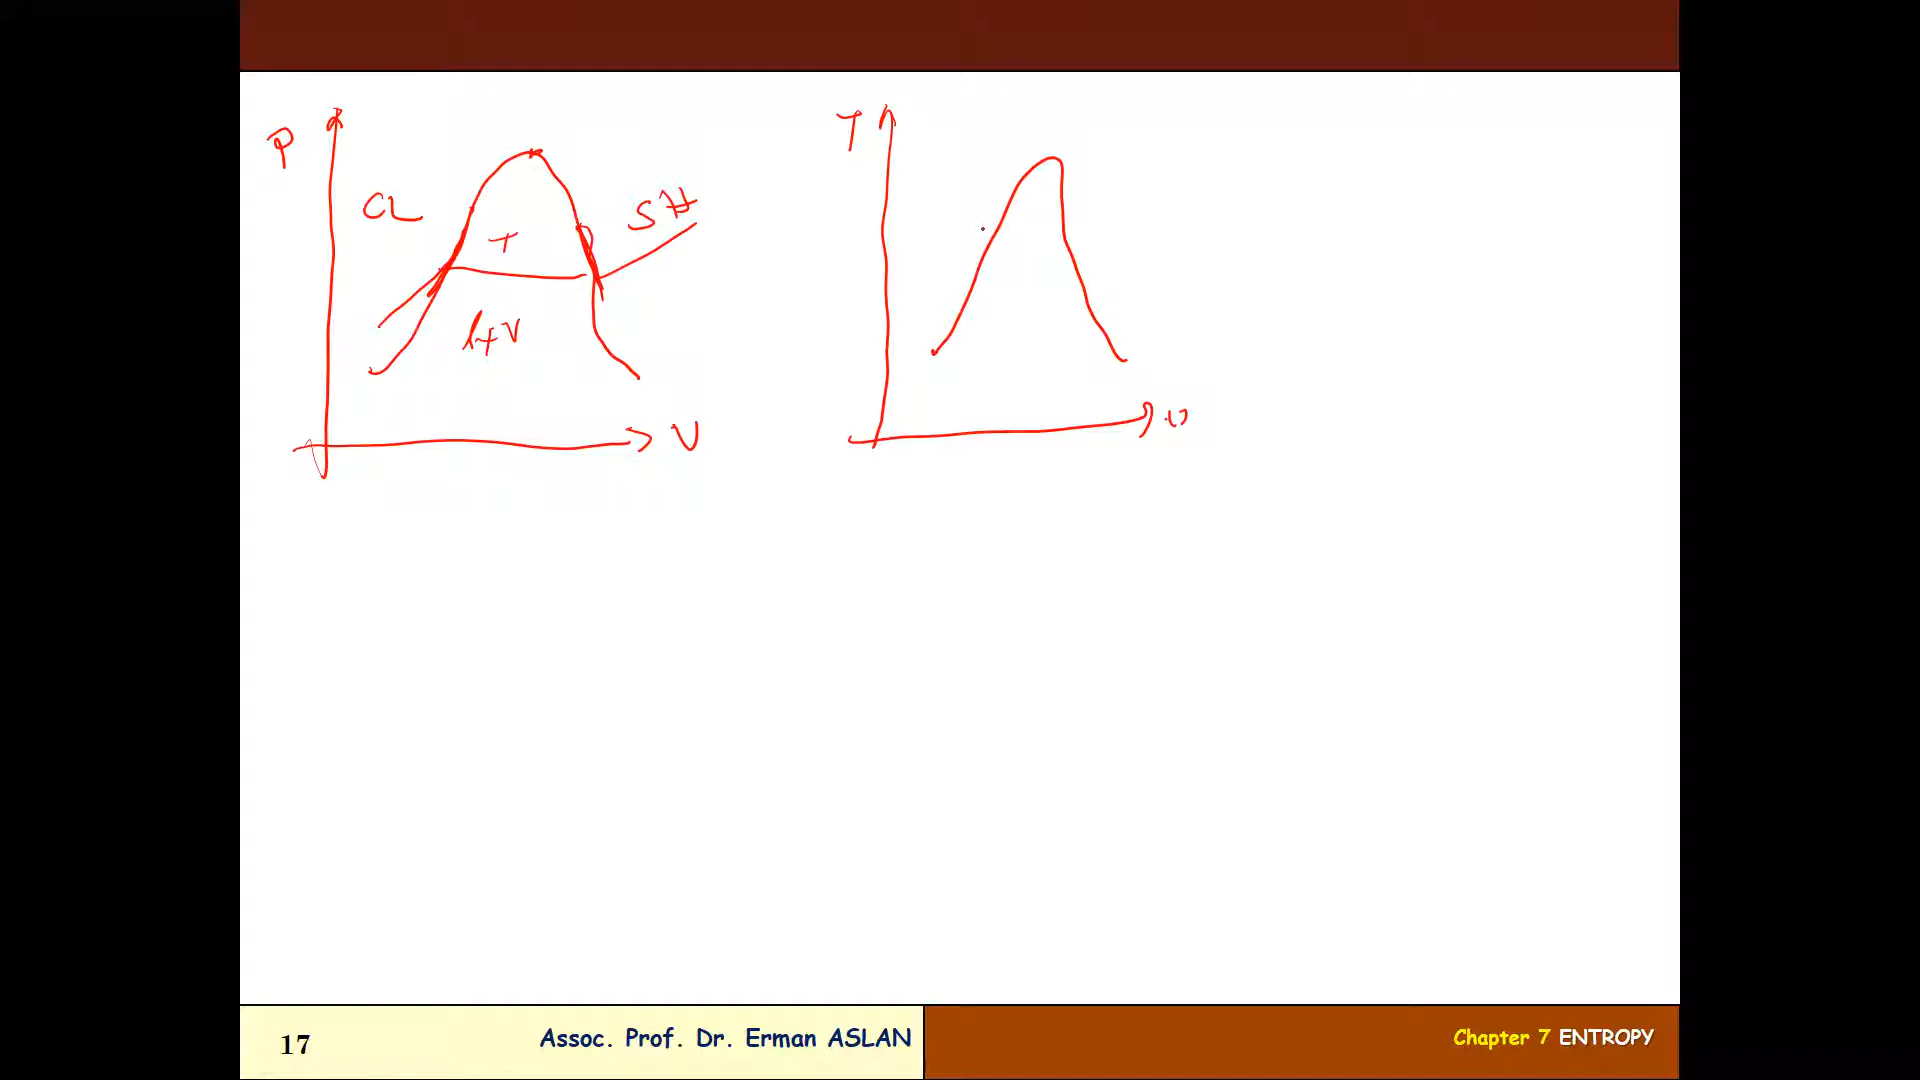 P
CL
T
SH
l+v
V
T
υ
17
Assoc. Prof. Dr. Erman ASLAN
Chapter 7 ENTROPY